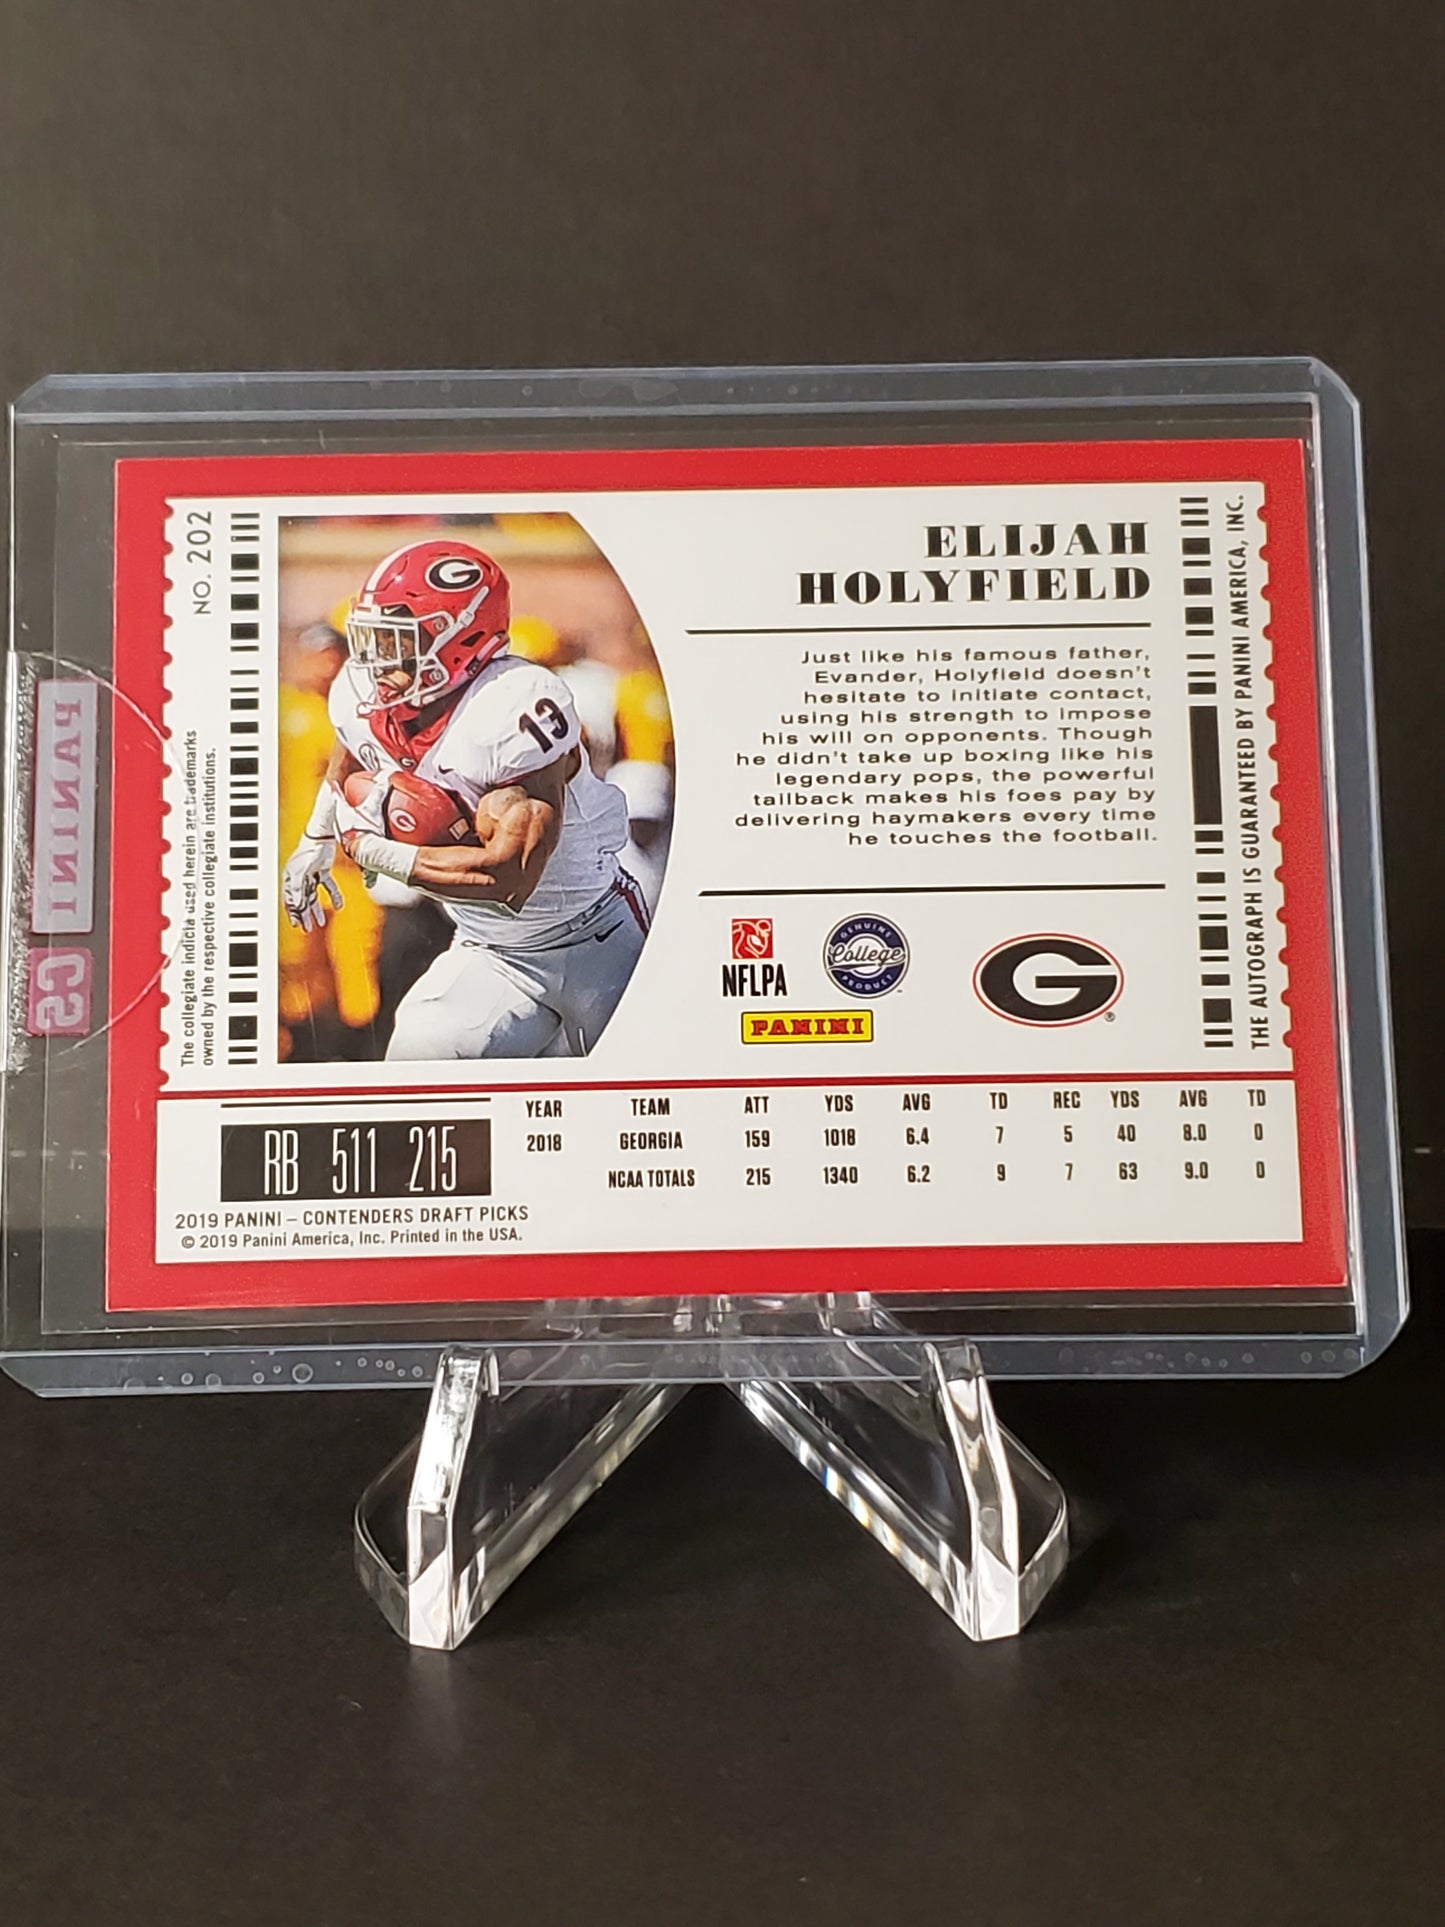 NO. 202
The collegiate indicia used herein are trademarks
owned by the respective collegiate institutions.
PANINI
CS
G
13
G
G
ELIJAH
HOLYFIELD
Just like his famous father,
Evander, Holyfield doesn't
hesitate to initiate contact,
using his strength to impose
his will on opponents. Though
he didn't take up boxing like his
legendary pops, the powerful
tailback makes his foes pay by
delivering haymakers every time
he touches the football.
NFLPA
GENUINE
College
PRODUCT
™
PANINI
G
®
THE AUTOGRAPH IS GUARANTEED BY PANINI AMERICA, INC.
RB 511 215
YEAR TEAM ATT YDS AVG TD REC YDS AVG TD
2018 GEORGIA 159 1018 6.4 7 5 40 8.0 0
NCAA TOTALS 215 1340 6.2 9 7 63 9.0 0
2019 PANINI – CONTENDERS DRAFT PICKS
© 2019 Panini America, Inc. Printed in the USA.